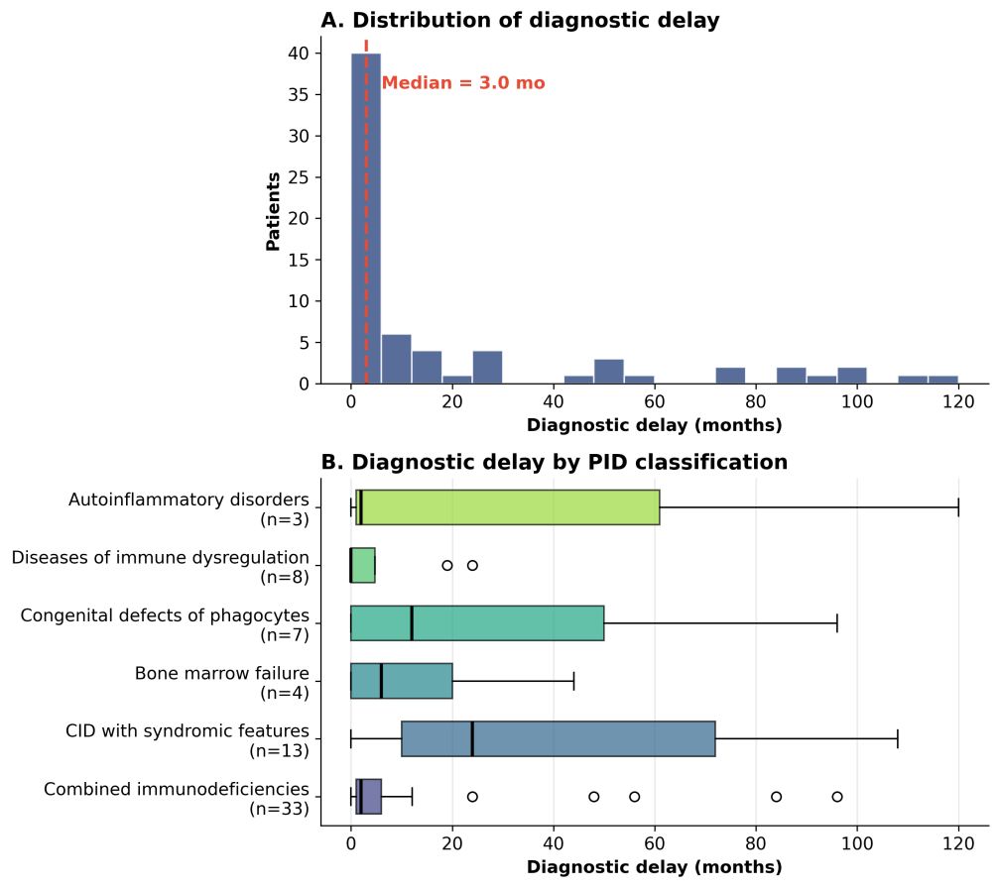 A. Distribution of diagnostic delay
40
35
30
25
20
15
10
5
0
Patients
Median = 3.0 mo
0 20 40 60 80 100 120
Diagnostic delay (months)
B. Diagnostic delay by PID classification
Autoinflammatory disorders
(n=3)
Diseases of immune dysregulation
(n=8)
Congenital defects of phagocytes
(n=7)
Bone marrow failure
(n=4)
CID with syndromic features
(n=13)
Combined immunodeficiencies
(n=33)
0 20 40 60 80 100 120
Diagnostic delay (months)